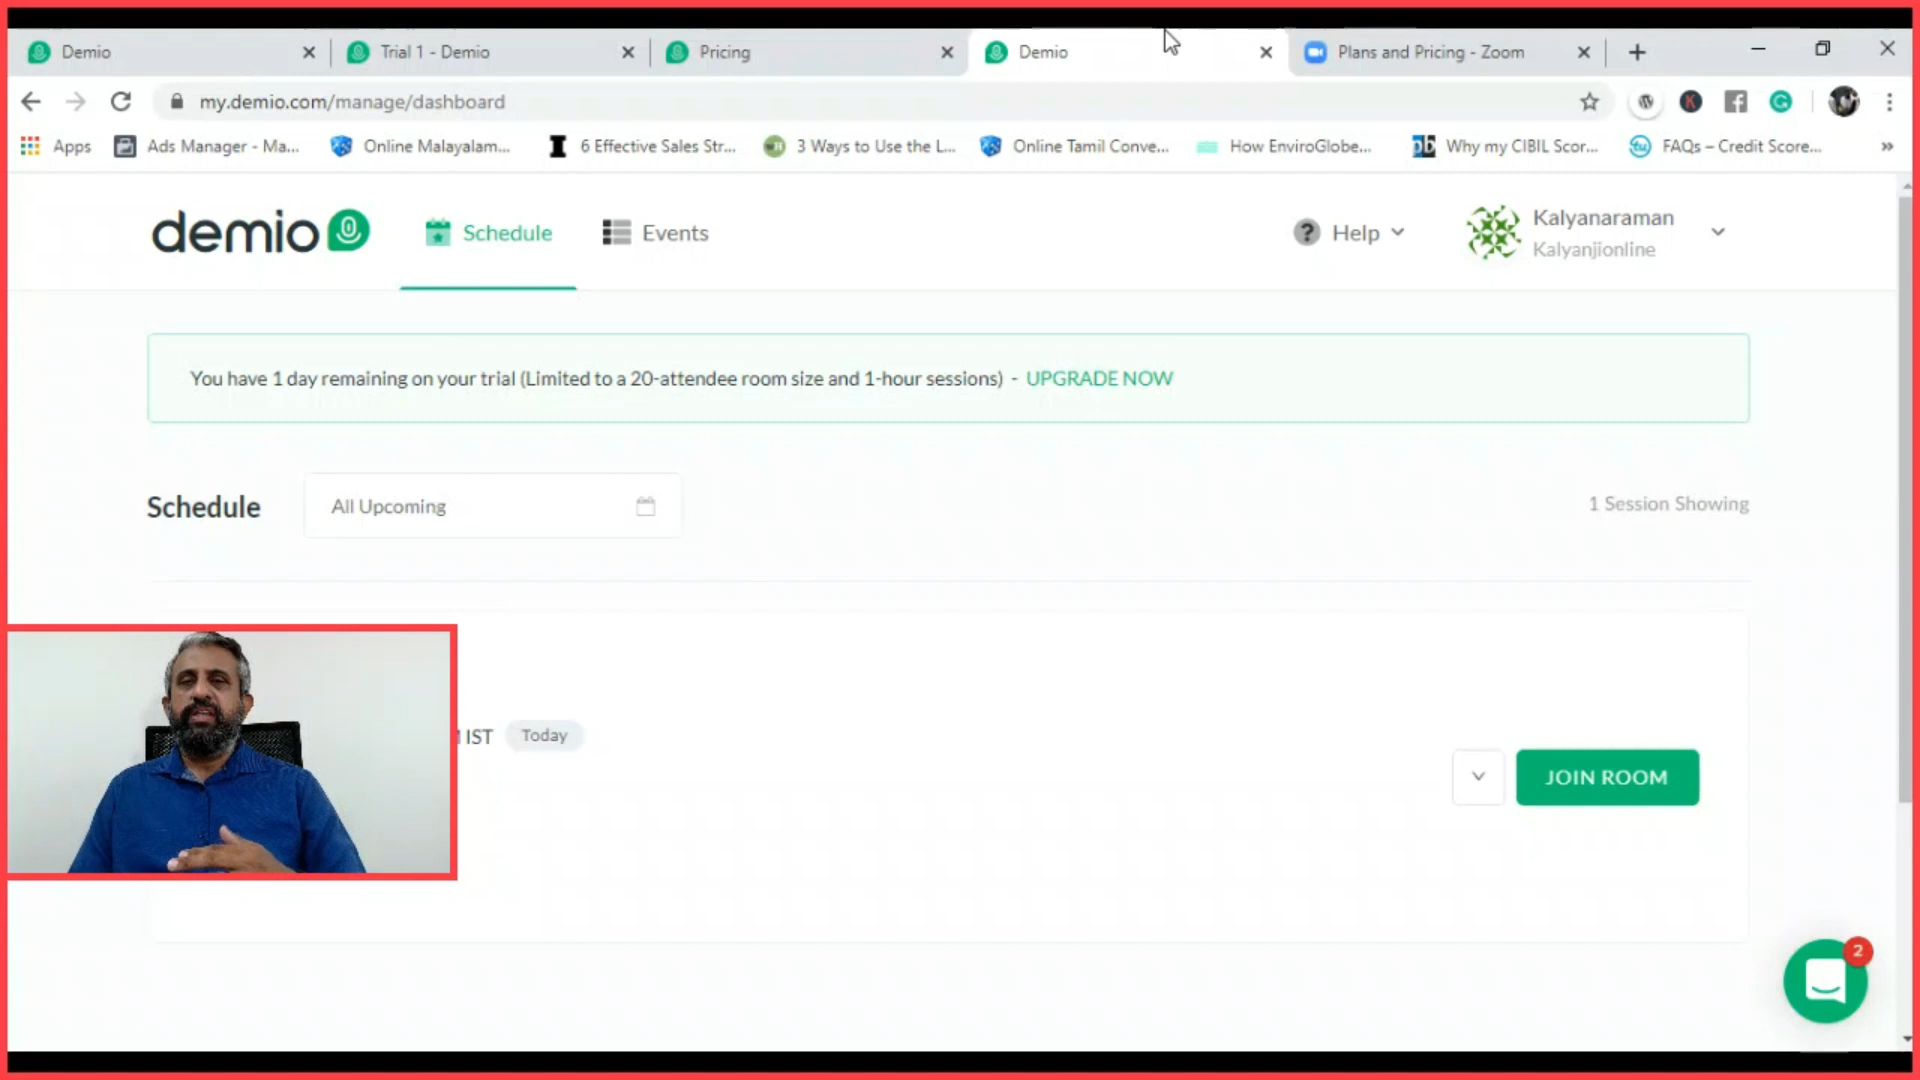 Demio
Trial 1 - Demio
Pricing
Demio
Plans and Pricing - Zoom
my.demio.com/manage/dashboard
Apps
Ads Manager - Ma...
Online Malayalam...
6 Effective Sales Str...
3 Ways to Use the L...
Online Tamil Conve...
How EnviroGlobe...
Why my CIBIL Scor...
FAQs – Credit Score...
»
demio
Schedule
Events
? Help
Kalyanaraman
Kalyanjionline
You have 1 day remaining on your trial (Limited to a 20-attendee room size and 1-hour sessions) - UPGRADE NOW
Schedule
All Upcoming
1 Session Showing
IST
Today
JOIN ROOM
2